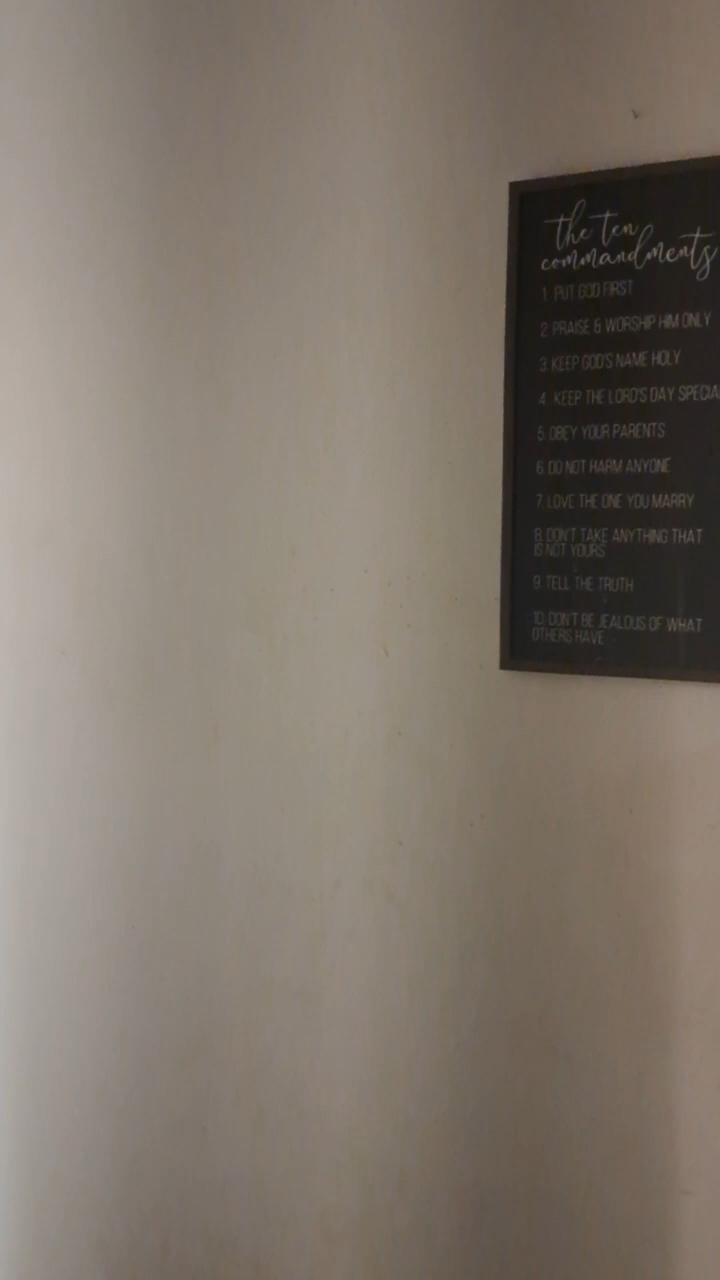 the ten
commandments
1. PUT GOD FIRST
2. PRAISE & WORSHIP HIM ONLY
3. KEEP GOD'S NAME HOLY
4. KEEP THE LORD'S DAY SPECIA
5. OBEY YOUR PARENTS
6. DO NOT HARM ANYONE
7. LOVE THE ONE YOU MARRY
8. DON'T TAKE ANYTHING THAT
IS NOT YOURS
9. TELL THE TRUTH
10. DON'T BE JEALOUS OF WHAT
OTHERS HAVE